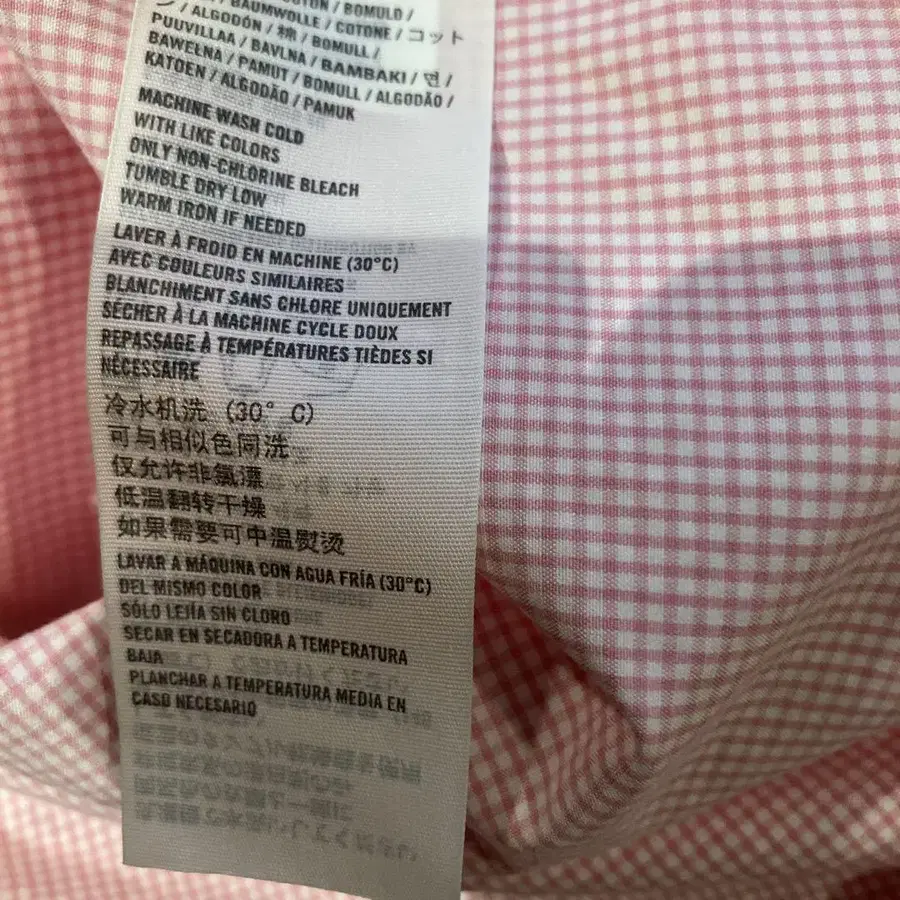 / BAUMWOLLE / COTONE / コット
/ ALGODÓN / 棉 / BOMULL /
PUUVILLAA / BAVLNA / BAMBAKI / 면 /
BAWEŁNA / PAMUT / BOMULL / ALGODÃO /
KATOEN / ALGODÃO / PAMUK
MACHINE WASH COLD
WITH LIKE COLORS
ONLY NON-CHLORINE BLEACH
TUMBLE DRY LOW
WARM IRON IF NEEDED
LAVER À FROID EN MACHINE (30°C)
AVEC COULEURS SIMILAIRES
BLANCHIMENT SANS CHLORE UNIQUEMENT
SÉCHER À LA MACHINE CYCLE DOUX
REPASSAGE À TEMPÉRATURES TIÈDES SI
NÉCESSAIRE
冷水机洗 (30° C)
可与相似色同洗
仅允许非氯漂
低温翻转干燥
如果需要可中温熨烫
LAVAR A MÁQUINA CON AGUA FRÍA (30°C)
DEL MISMO COLOR
SÓLO LEJÍA SIN CLORO
SECAR EN SECADORA A TEMPERATURA
BAJA
PLANCHAR A TEMPERATURA MEDIA EN
CASO NECESARIO